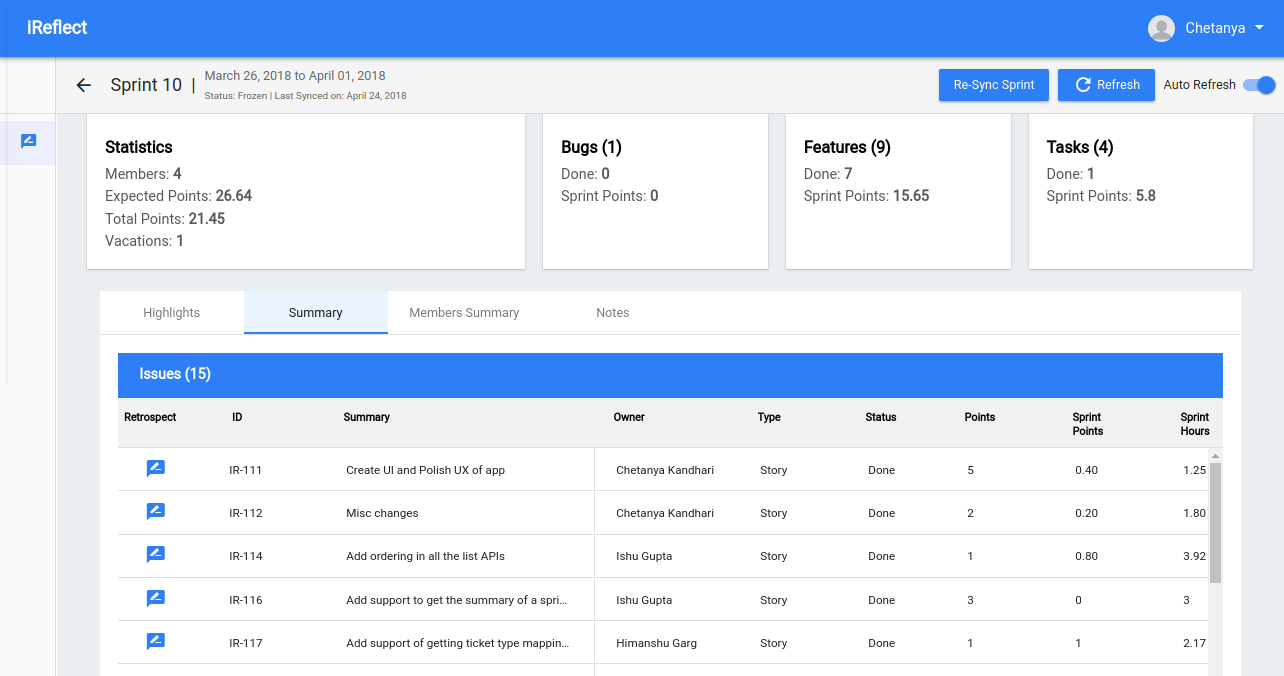 iReflect
Chetanya
Sprint 10 |
March 26, 2018 to April 01, 2018
Status: Frozen | Last Synced on: April 24, 2018
Re-Sync Sprint
Refresh
Auto Refresh
Statistics
Members: 4
Expected Points: 26.64
Total Points: 21.45
Vacations: 1
Bugs (1)
Done: 0
Sprint Points: 0
Features (9)
Done: 7
Sprint Points: 15.65
Tasks (4)
Done: 1
Sprint Points: 5.8
Highlights Summary Members Summary Notes
Issues (15)
Retrospect ID Summary Owner Type Status Points Sprint Points Sprint Hours
IR-111 Create UI and Polish UX of app Chetanya Kandhari Story Done 5 0.40 1.25
IR-112 Misc changes Chetanya Kandhari Story Done 2 0.20 1.80
IR-114 Add ordering in all the list APIs Ishu Gupta Story Done 1 0.80 3.92
IR-116 Add support to get the summary of a spri... Ishu Gupta Story Done 3 0 3
IR-117 Add support of getting ticket type mappin... Himanshu Garg Story Done 1 1 2.17